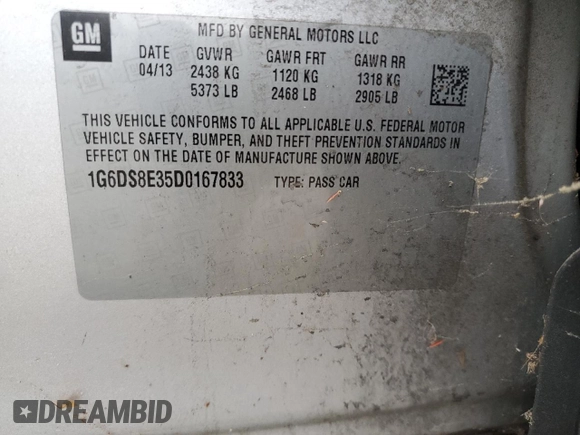 GM
MFD BY GENERAL MOTORS LLC
DATE GVWR GAWR FRT GAWR RR
04/13 2438 KG 1120 KG 1318 KG
5373 LB 2468 LB 2905 LB
THIS VEHICLE CONFORMS TO ALL APPLICABLE U.S. FEDERAL MOTOR
VEHICLE SAFETY, BUMPER, AND THEFT PREVENTION STANDARDS IN
EFFECT ON THE DATE OF MANUFACTURE SHOWN ABOVE.
1G6DS8E35D0167833 TYPE: PASS CAR
DREAMBID